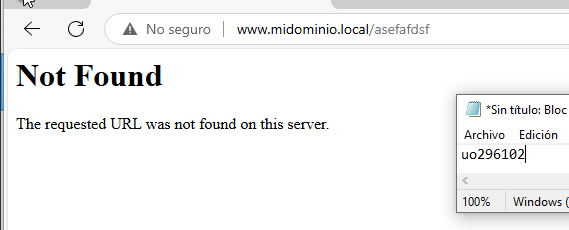 No seguro www.midominio.local/asefafdsf
Not Found
The requested URL was not found on this server.
*Sin título: Bloc
Archivo Edición
uo296102
100% Windows (